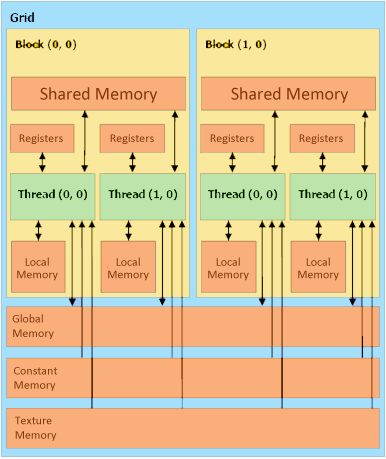 Grid
Block (0, 0)
Block (1, 0)
Shared Memory
Shared Memory
Registers
Registers
Registers
Registers
Thread (0, 0)
Thread (1, 0)
Thread (0, 0)
Thread (1, 0)
Local
Memory
Local
Memory
Local
Memory
Local
Memory
Global
Memory
Constant
Memory
Texture
Memory